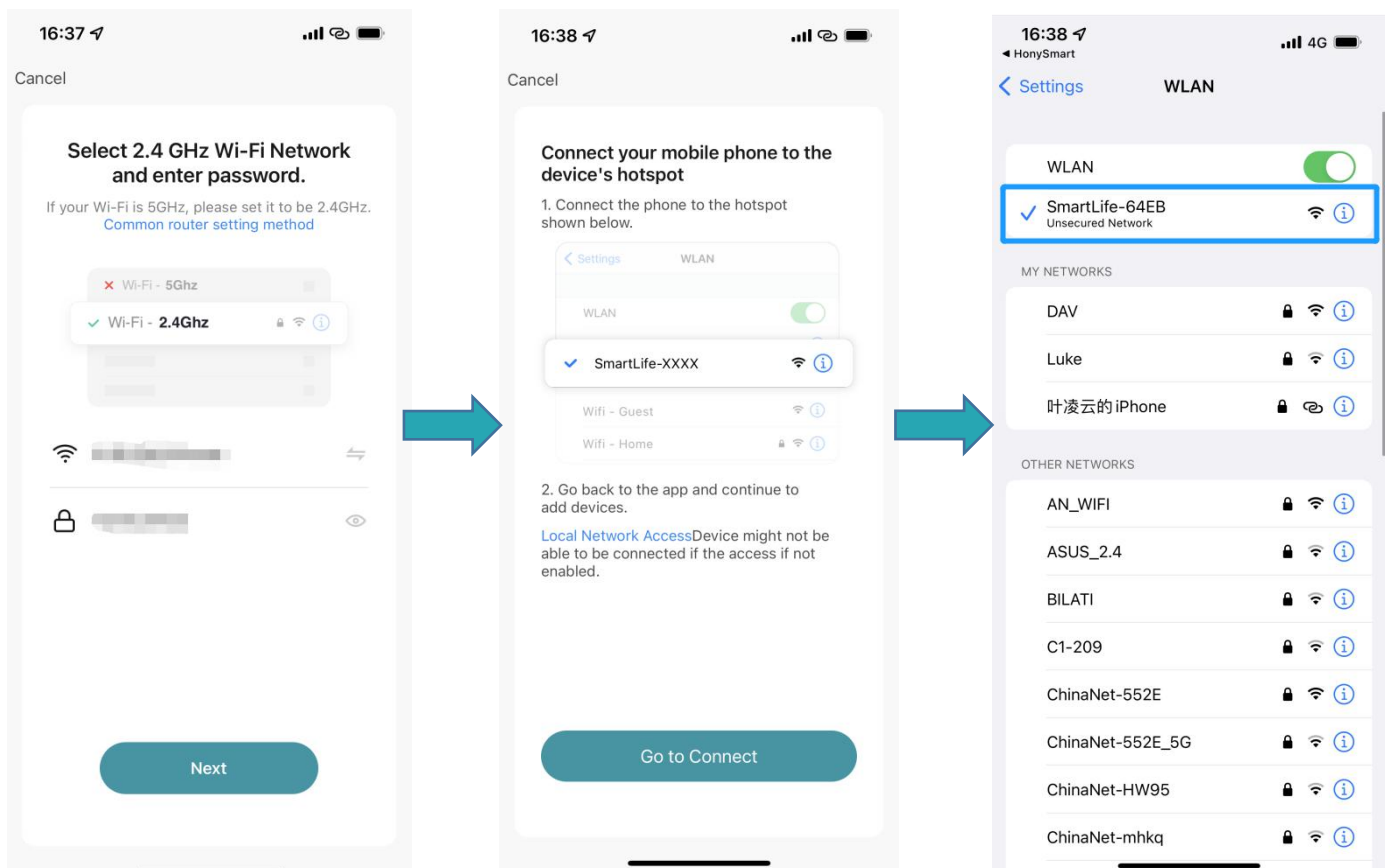 16:37
Cancel
Select 2.4 GHz Wi-Fi Network
and enter password.
If your Wi-Fi is 5GHz, please set it to be 2.4GHz.
Common router setting method
Wi-Fi - 5Ghz
Wi-Fi - 2.4Ghz
Next
16:38
Cancel
Connect your mobile phone to the
device's hotspot
1. Connect the phone to the hotspot
shown below.
Settings WLAN
WLAN
SmartLife-XXXX
Wifi - Guest
Wifi - Home
2. Go back to the app and continue to
add devices.
Local Network AccessDevice might not be
able to be connected if the access if not
enabled.
Go to Connect
16:38 4G
HonySmart
Settings WLAN
WLAN
SmartLife-64EB
Unsecured Network
MY NETWORKS
DAV
Luke
叶凌云的 iPhone
OTHER NETWORKS
AN_WIFI
ASUS_2.4
BILATI
C1-209
ChinaNet-552E
ChinaNet-552E_5G
ChinaNet-HW95
ChinaNet-mhkq